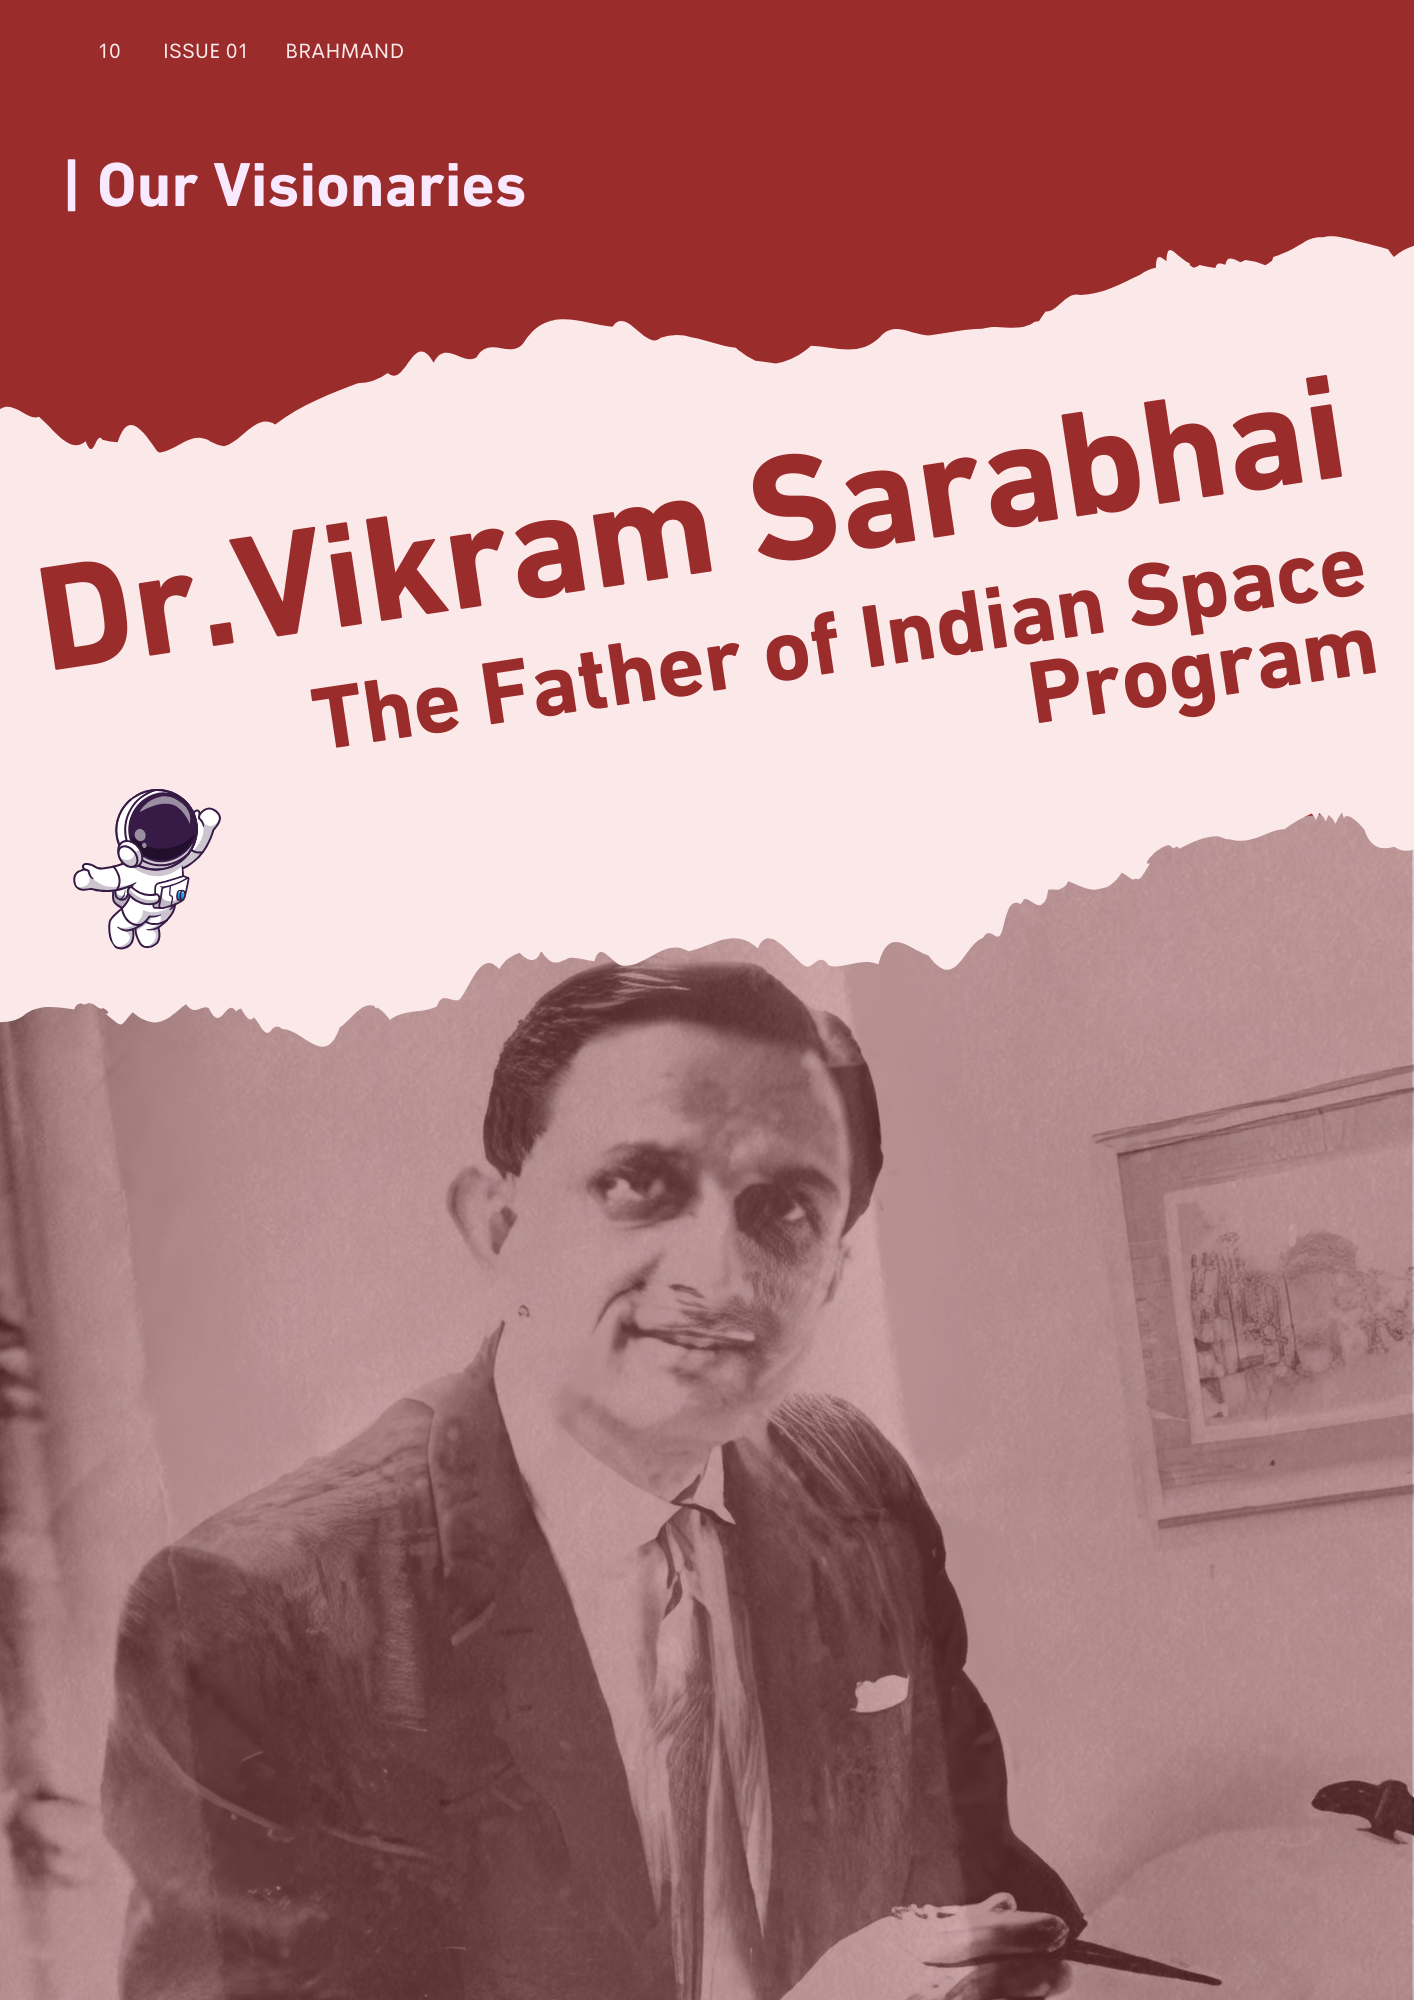 10 ISSUE 01 BRAHMAND
| Our Visionaries
Dr.Vikram Sarabhai
The Father of Indian Space
Program